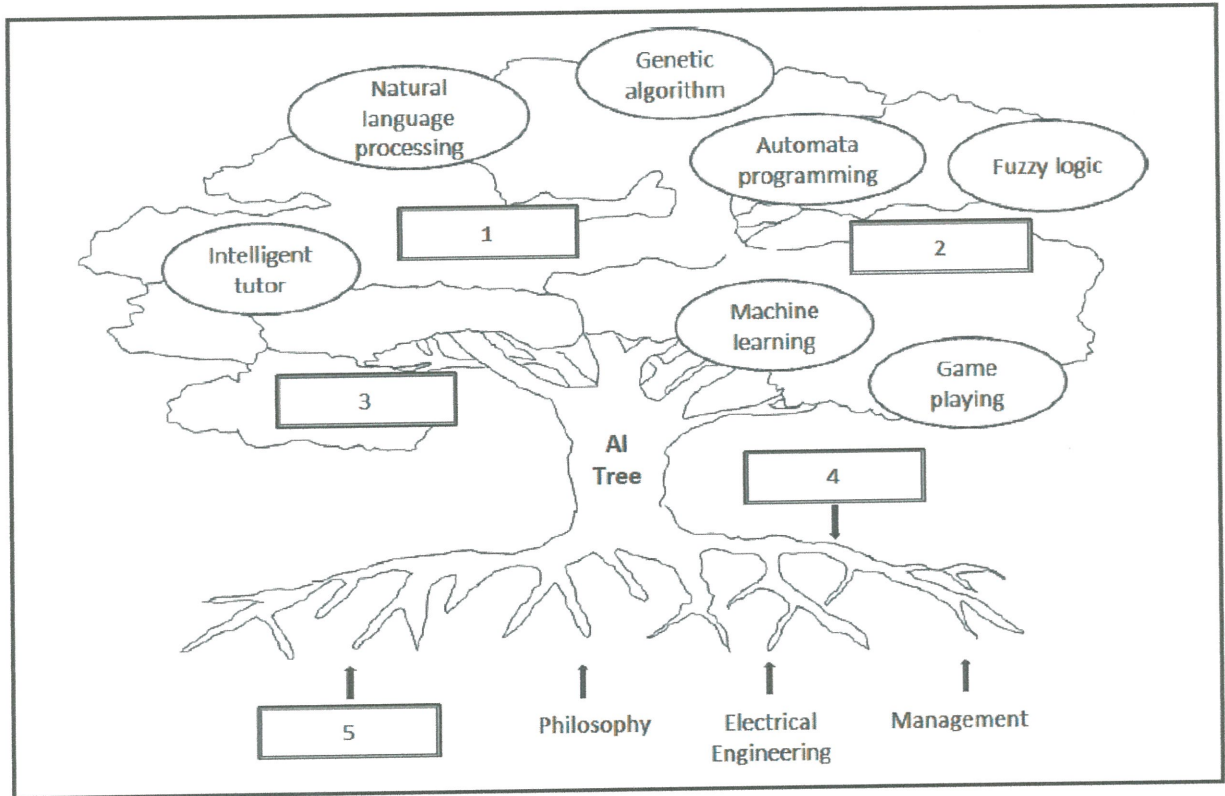 Genetic
algorithm
Natural
language
processing
Automata
programming
Fuzzy logic
1
2
Intelligent
tutor
Machine
learning
Game
playing
3
AI
Tree
4
5
Philosophy
Electrical
Engineering
Management